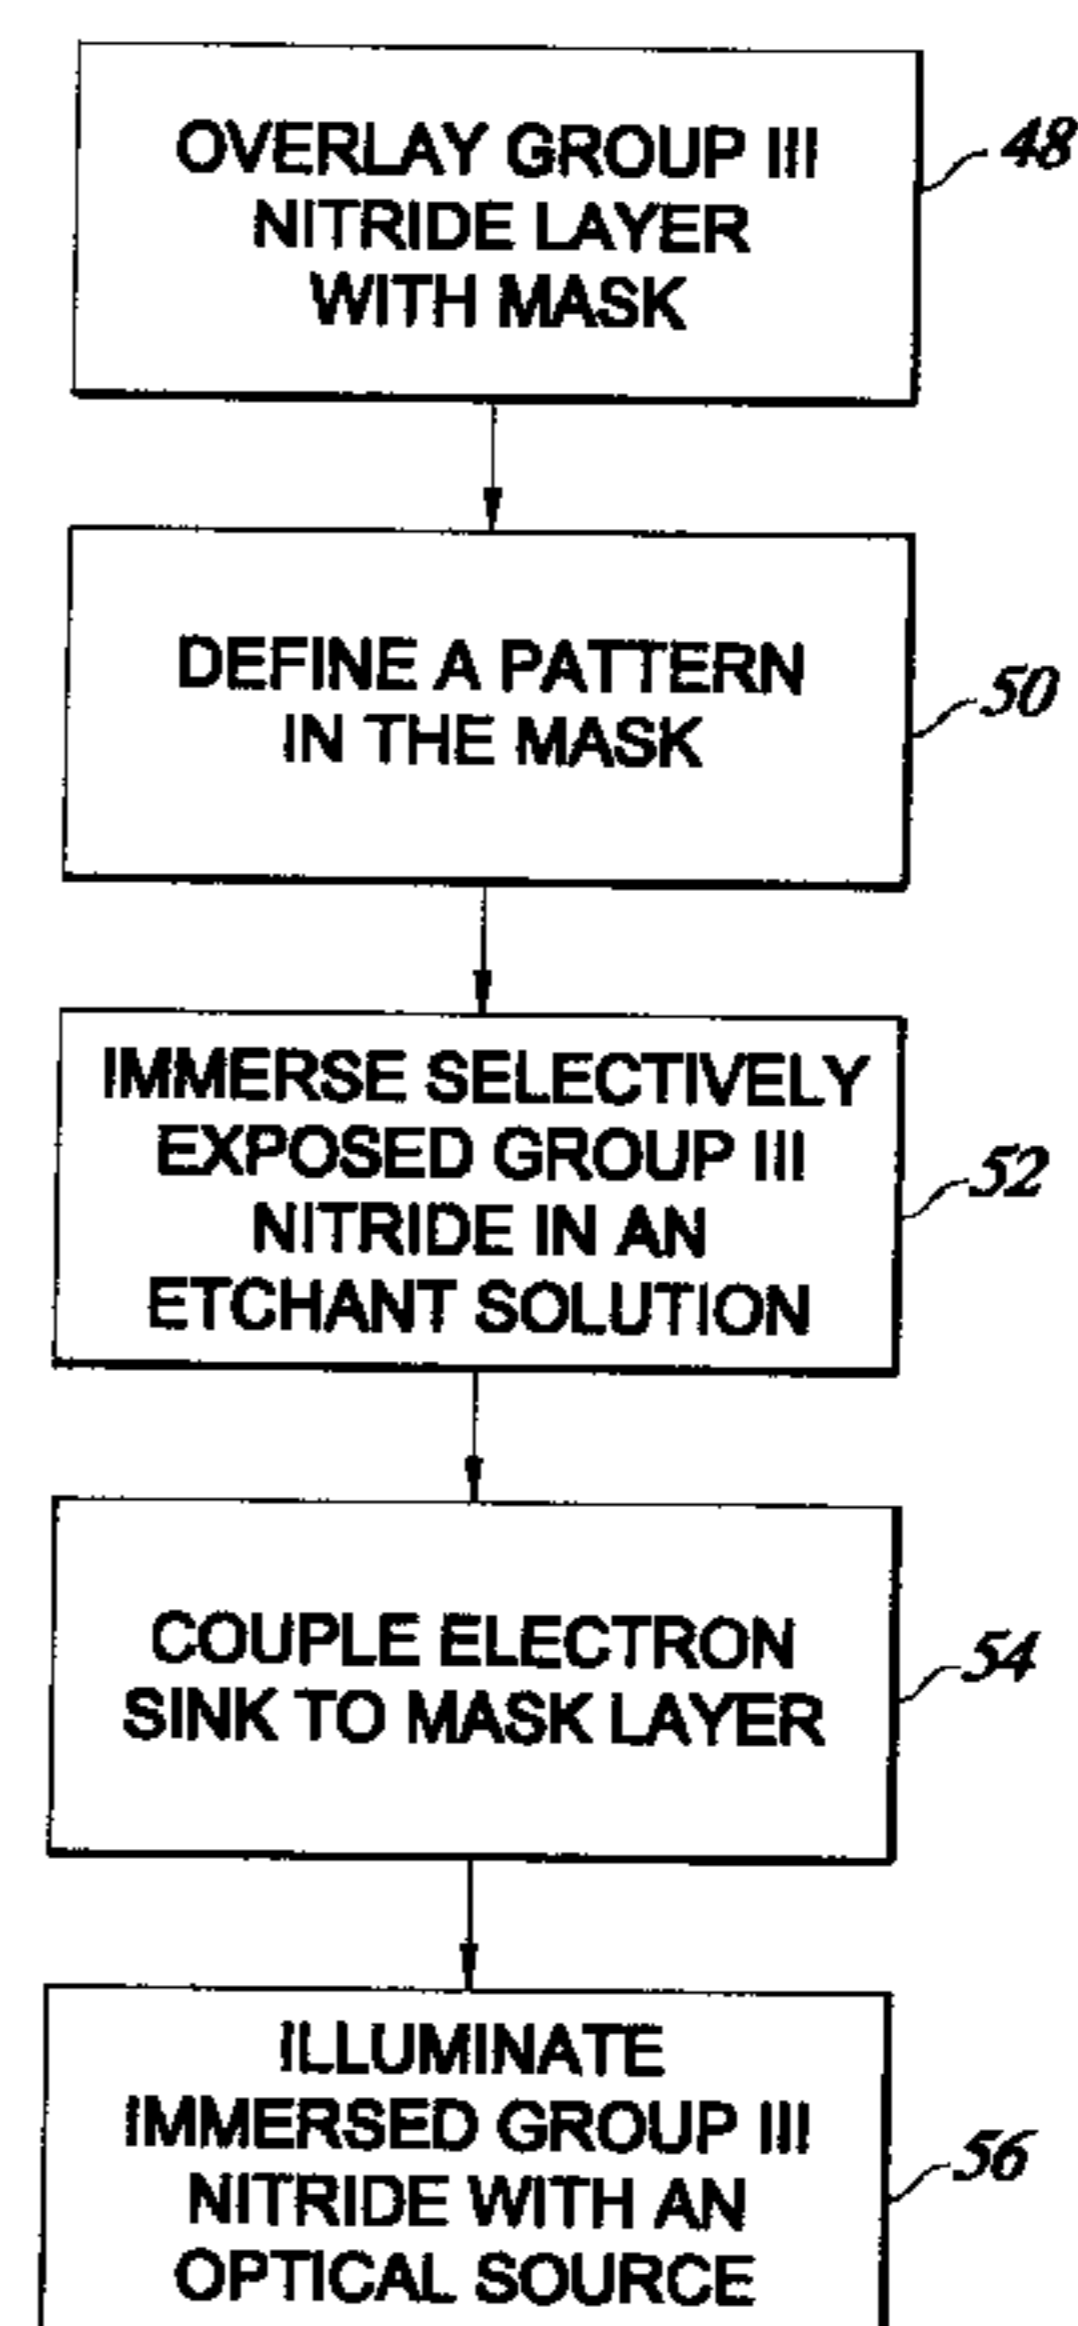 OVERLAY GROUP III
NITRIDE LAYER
WITH MASK
48
DEFINE A PATTERN
IN THE MASK
50
IMMERSE SELECTIVELY
EXPOSED GROUP III
NITRIDE IN AN
ETCHANT SOLUTION
52
COUPLE ELECTRON
SINK TO MASK LAYER
54
ILLUMINATE
IMMERSED GROUP III
NITRIDE WITH AN
OPTICAL SOURCE
56